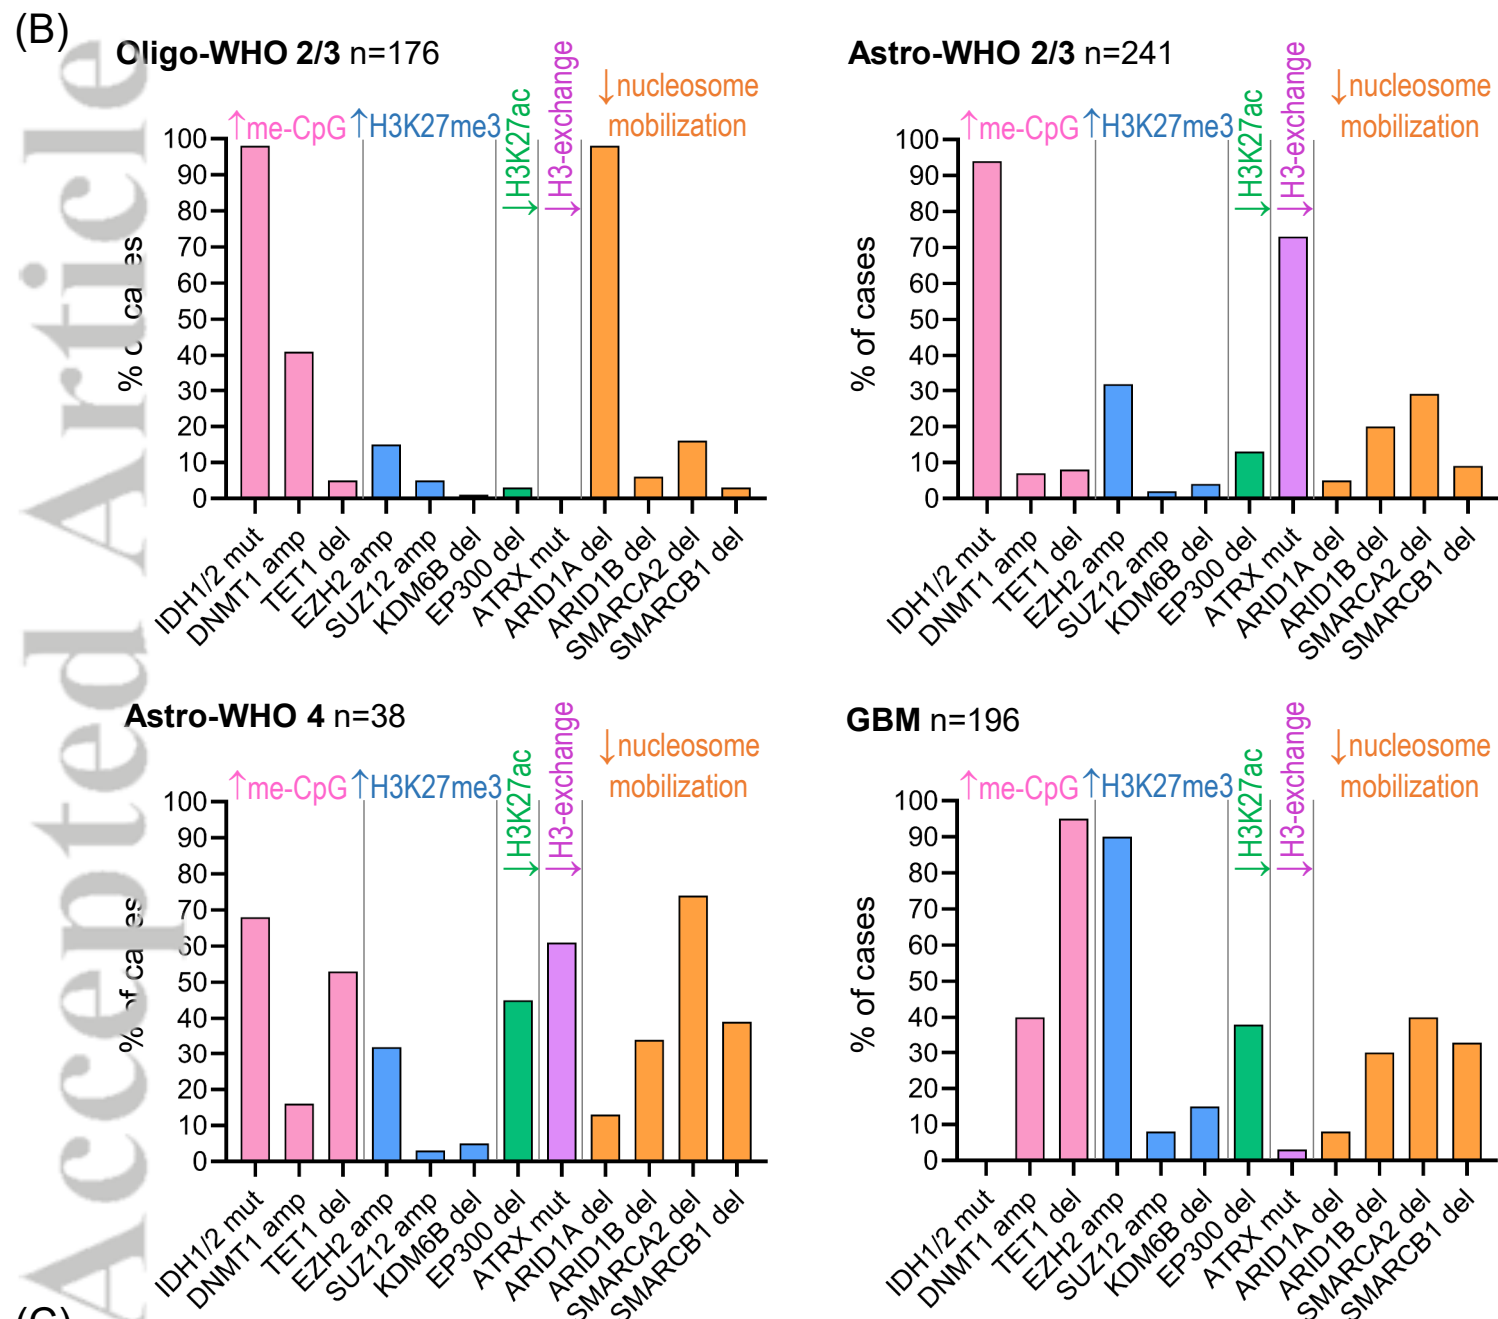 (B)
Accepted Article
Oligo-WHO 2/3 n=176
↑me-CpG
↑H3K27me3
↓H3K27ac
↓H3-exchange
↓nucleosome
mobilization
% of cases
100
90
80
70
60
50
40
30
20
10
0
IDH1/2 mut
DNMT1 amp
TET1 del
EZH2 amp
SUZ12 amp
KDM6B del
EP300 del
ATRX mut
ARID1A del
ARID1B del
SMARCA2 del
SMARCB1 del
Astro-WHO 2/3 n=241
↑me-CpG
↑H3K27me3
↓H3K27ac
↓H3-exchange
↓nucleosome
mobilization
% of cases
100
90
80
70
60
50
40
30
20
10
0
IDH1/2 mut
DNMT1 amp
TET1 del
EZH2 amp
SUZ12 amp
KDM6B del
EP300 del
ATRX mut
ARID1A del
ARID1B del
SMARCA2 del
SMARCB1 del
Astro-WHO 4 n=38
↑me-CpG
↑H3K27me3
↓H3K27ac
↓H3-exchange
↓nucleosome
mobilization
% of cases
100
90
80
70
60
50
40
30
20
10
0
IDH1/2 mut
DNMT1 amp
TET1 del
EZH2 amp
SUZ12 amp
KDM6B del
EP300 del
ATRX mut
ARID1A del
ARID1B del
SMARCA2 del
SMARCB1 del
GBM n=196
↑me-CpG
↑H3K27me3
↓H3K27ac
↓H3-exchange
↓nucleosome
mobilization
% of cases
100
90
80
70
60
50
40
30
20
10
0
IDH1/2 mut
DNMT1 amp
TET1 del
EZH2 amp
SUZ12 amp
KDM6B del
EP300 del
ATRX mut
ARID1A del
ARID1B del
SMARCA2 del
SMARCB1 del
(C)